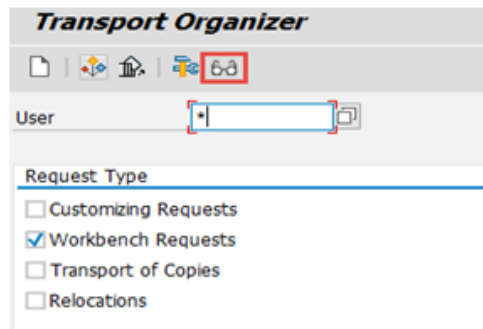 Transport Organizer
User *
Request Type
Customizing Requests
Workbench Requests
Transport of Copies
Relocations